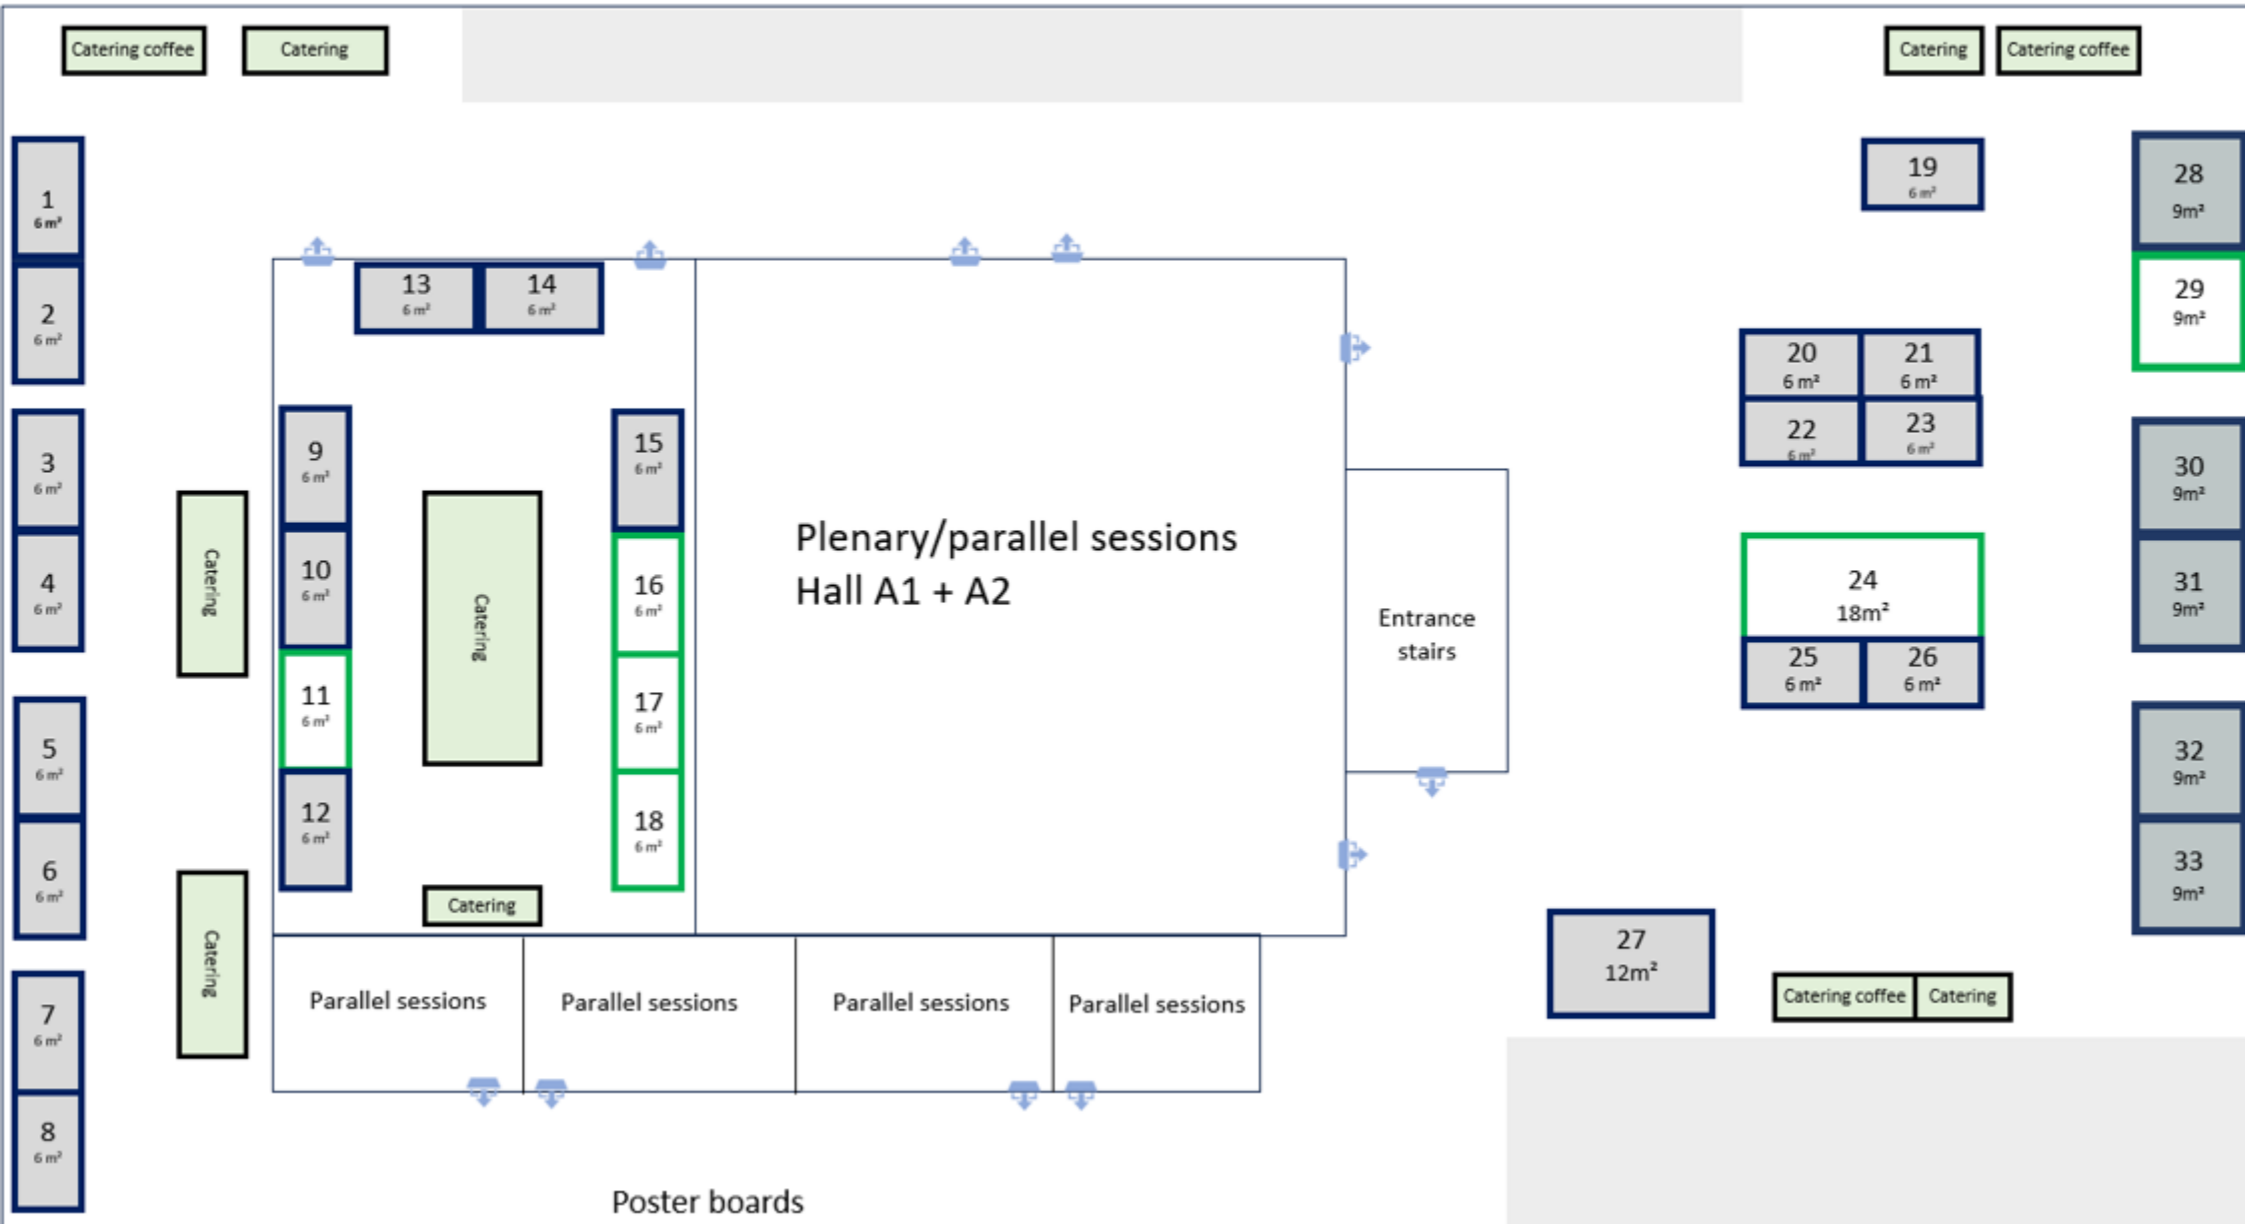 Catering coffee
Catering
Catering
Catering coffee
1
6 m²
2
6 m²
3
6 m²
4
6 m²
5
6 m²
6
6 m²
7
6 m²
8
6 m²
Catering
Catering
13
6 m²
14
6 m²
9
6 m²
10
6 m²
11
6 m²
12
6 m²
Catering
Catering
15
6 m²
16
6 m²
17
6 m²
18
6 m²
Plenary/parallel sessions
Hall A1 + A2
Entrance
stairs
Parallel sessions
Parallel sessions
Parallel sessions
Parallel sessions
Poster boards
19
6 m²
20
6 m²
21
6 m²
22
6 m²
23
6 m²
24
18m²
25
6 m²
26
6 m²
27
12m²
Catering coffee
Catering
28
9m²
29
9m²
30
9m²
31
9m²
32
9m²
33
9m²